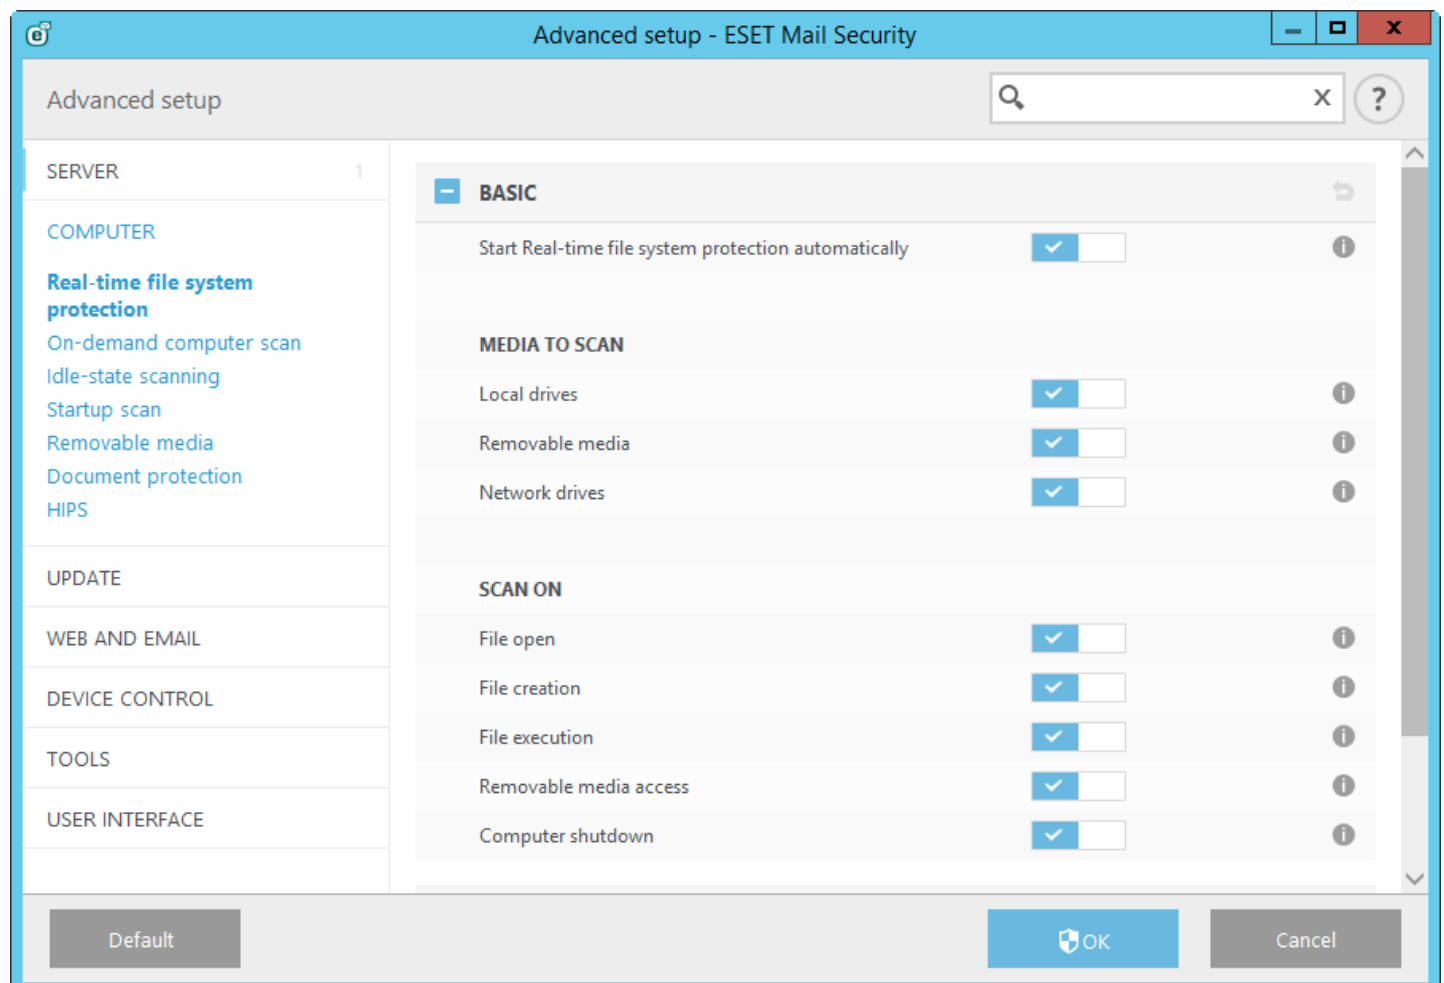 e
Advanced setup - ESET Mail Security
Advanced setup
x
?
SERVER 1
COMPUTER
Real-time file system
protection
On-demand computer scan
Idle-state scanning
Startup scan
Removable media
Document protection
HIPS
UPDATE
WEB AND EMAIL
DEVICE CONTROL
TOOLS
USER INTERFACE
BASIC
Start Real-time file system protection automatically
MEDIA TO SCAN
Local drives
Removable media
Network drives
SCAN ON
File open
File creation
File execution
Removable media access
Computer shutdown
Default
OK
Cancel